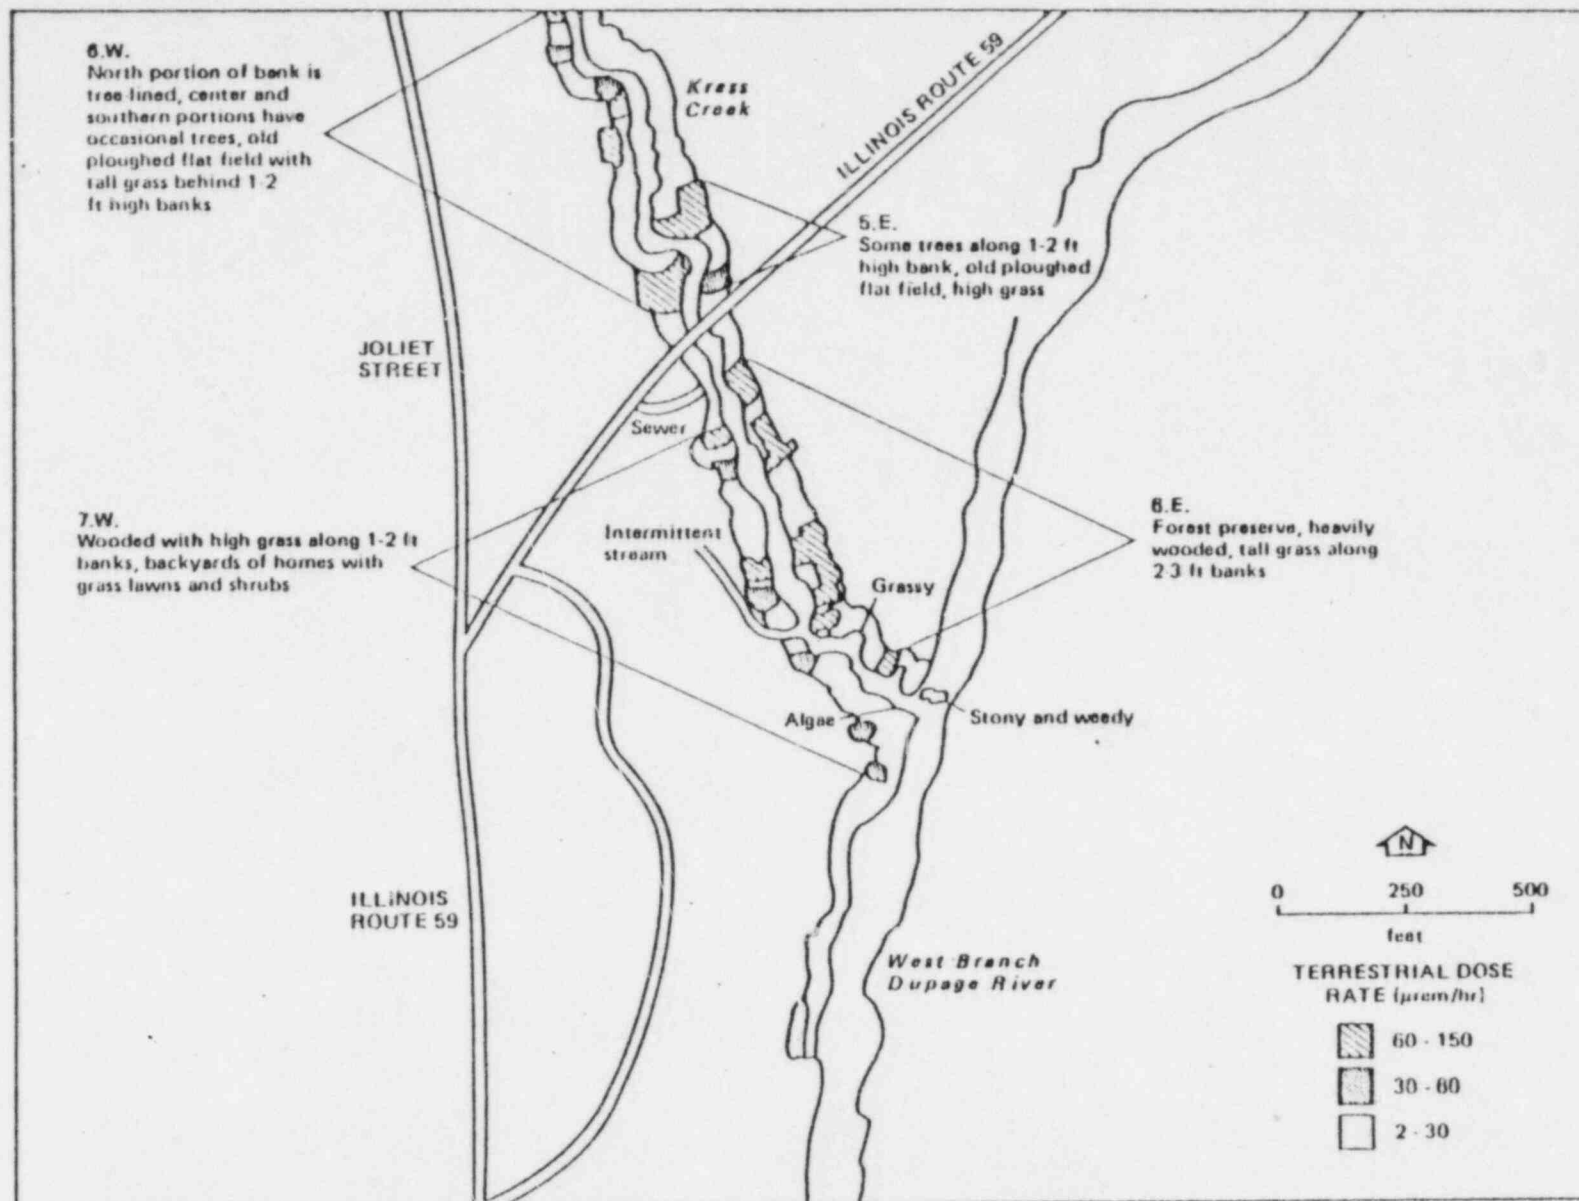 6.W.
North portion of bank is
tree-lined, center and
southern portions have
occasional trees, old
ploughed flat field with
tall grass behind 1-2
ft high banks
Kress
Creek
ILLINOIS ROUTE 59
5.E.
Some trees along 1-2 ft
high bank, old ploughed
flat field, high grass
JOLIET
STREET
Sewer
7.W.
Wooded with high grass along 1-2 ft
banks, backyards of homes with
grass lawns and shrubs
Intermittent
stream
6.E.
Forest preserve, heavily
wooded, tall grass along
2-3 ft banks
Grassy
Algae
Stony and weedy
ILLINOIS
ROUTE 59
West Branch
Dupage River
N
0 250 500
feet
TERRESTRIAL DOSE
RATE (µrem/hr)
60 - 150
30 - 60
2 - 30